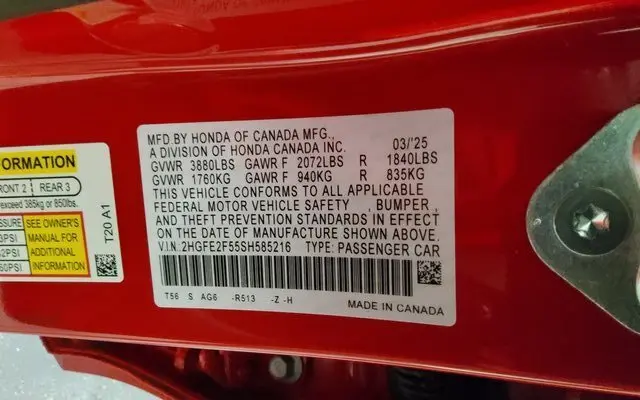 FORMATION
FRONT 2 REAR 3
exceed 385kg or 850lbs.
SEE OWNER'S
MANUAL FOR
ADDITIONAL
INFORMATION
T20 A1
MFD.BY HONDA OF CANADA MFG.,
A DIVISION OF HONDA CANADA INC. 03/'25
GVWR 3880LBS GAWR F 2072LBS R 1840LBS
GVWR 1760KG GAWR F 940KG R 835KG
THIS VEHICLE CONFORMS TO ALL APPLICABLE
FEDERAL MOTOR VEHICLE SAFETY , BUMPER ,
AND THEFT PREVENTION STANDARDS IN EFFECT
ON THE DATE OF MANUFACTURE SHOWN ABOVE.
V.I.N: 2HGFE2F55SH585216 TYPE: PASSENGER CAR
T56 S AG6 -R513 -Z -H
MADE IN CANADA